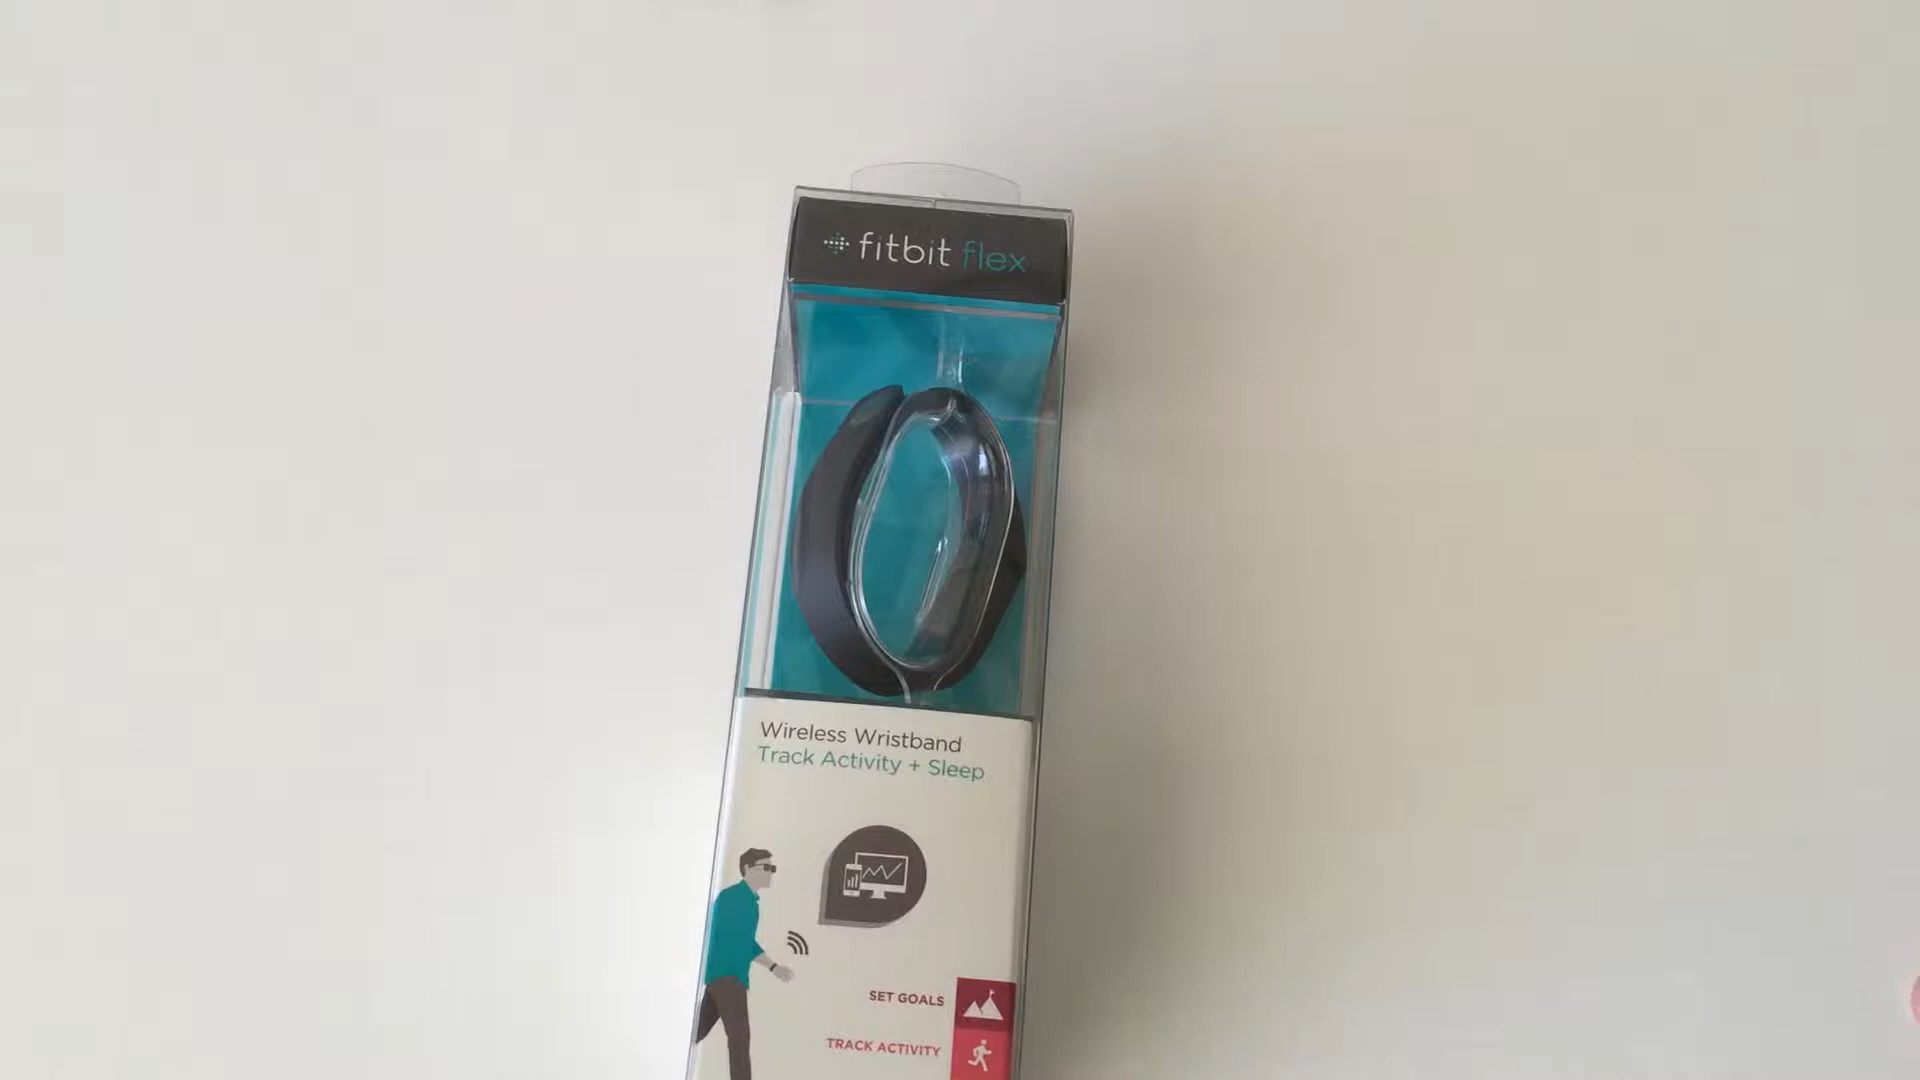 fitbit flex
Wireless Wristband
Track Activity + Sleep
SET GOALS
TRACK ACTIVITY